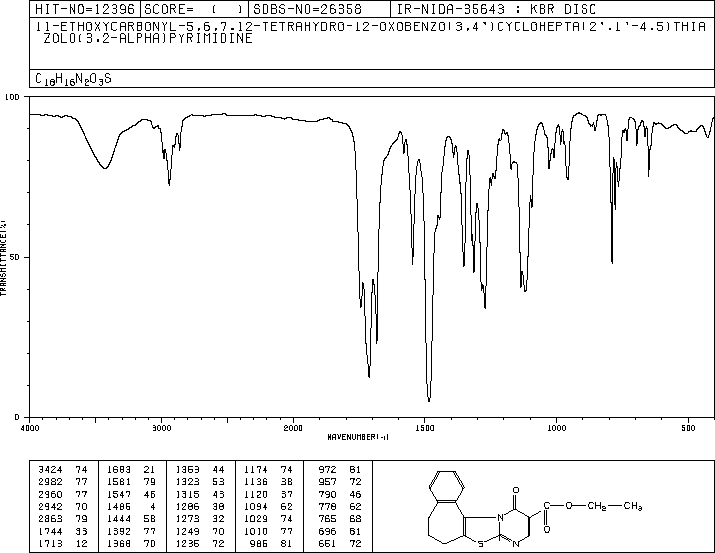 HIT-NO=12396 SCORE= ( ) SDBS-NO=26358 IR-NIDA-35643 : KBR DISC
11-ETHOXYCARBONYL-5,6,7,12-TETRAHYDRO-12-OXOBENZO(3,4')CYCLOHEPTA(2',1'-4,5)THIA
ZOLO(3,2-ALPHA)PYRIMIDINE
C18H16N2O3S
100
50
0
TRANSMITTANCE(%)
4000 3000 2000 1500 1000 500
WAVENUMBER(-1)
3424 74 1683 21 1353 44 1174 74 972 81
2982 77 1581 79 1323 53 1136 38 957 72
2960 77 1547 46 1315 43 1120 37 790 46
2942 70 1486 4 1286 38 1094 62 778 62
2863 79 1444 58 1273 32 1029 74 765 68
1744 33 1392 77 1249 70 1010 77 696 81
1713 12 1368 70 1236 72 986 81 651 72
O
N
S
N
C
O
O
CH2
CH3